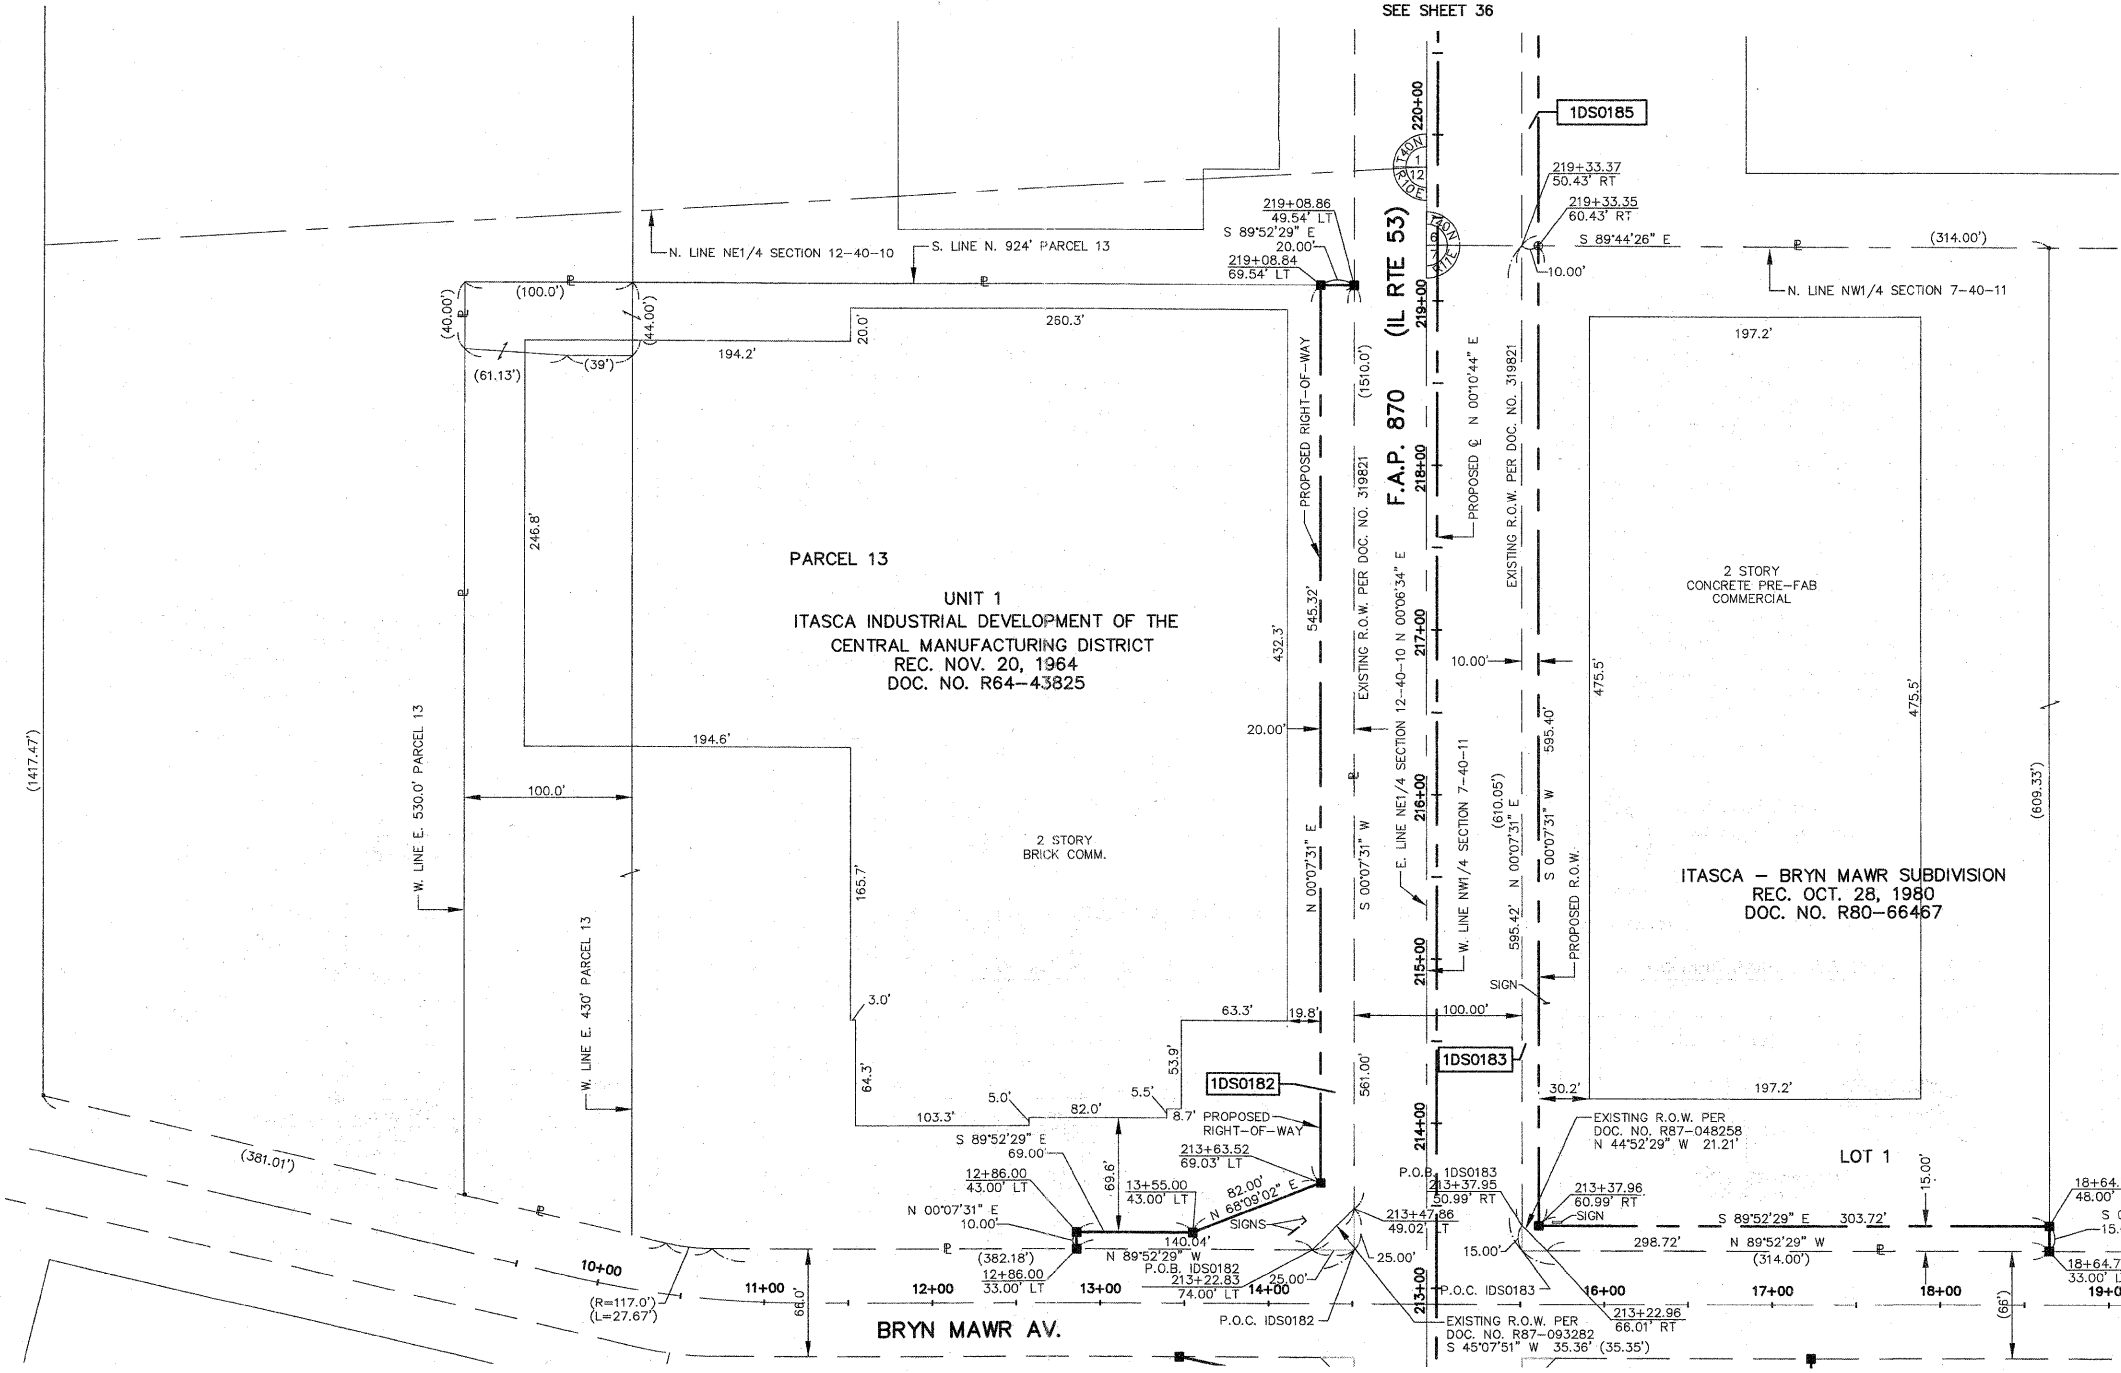 SEE SHEET 36
1DS0185
220+00
T40N
1
12
R10E
T40N
6
7
R11E
219+33.37
50.43' RT
219+33.35
60.43' RT
S 89°44'26" E
(314.00')
10.00'
N. LINE NW1/4 SECTION 7-40-11
219+08.86
49.54' LT
S 89°52'29" E
20.00'
219+08.84
69.54' LT
N. LINE NE1/4 SECTION 12-40-10
S. LINE N. 924' PARCEL 13
(100.0')
(40.00')
(44.00')
(61.13')
(39')
194.2'
20.0'
260.3'
(IL RTE 53)
219+00
F.A.P. 870
218+00
PROPOSED RIGHT-OF-WAY
(1510.0')
EXISTING R.O.W. PER DOC. NO. 319821
PROPOSED ℄ N 00°10'44" E
EXISTING R.O.W. PER DOC. NO. 319821
197.2'
246.8'
PARCEL 13
UNIT 1
ITASCA INDUSTRIAL DEVELOPMENT OF THE
CENTRAL MANUFACTURING DISTRICT
REC. NOV. 20, 1964
DOC. NO. R64-43825
2 STORY
CONCRETE PRE-FAB
COMMERCIAL
545.32'
432.3'
E. LINE NE1/4 SECTION 12-40-10 N 00°06'34" E
217+00
10.00'
475.5'
475.5'
(1417.47')
W. LINE E. 530.0' PARCEL 13
100.0'
194.6'
20.00'
W. LINE NW1/4 SECTION 7-40-11
216+00
(610.05')
595.42' N 00°07'31" E
S 00°07'31" W 595.40'
(609.33')
2 STORY
BRICK COMM.
165.7'
N 00°07'31" E
S 00°07'31" W
PROPOSED R.O.W.
ITASCA - BRYN MAWR SUBDIVISION
REC. OCT. 28, 1980
DOC. NO. R80-66467
W. LINE E. 430' PARCEL 13
215+00
SIGN
3.0'
63.3'
19.8'
100.00'
64.3'
53.9'
1DS0182
561.00'
1DS0183
30.2'
197.2'
5.0'
5.5'
103.3'
82.0'
8.7'
PROPOSED
RIGHT-OF-WAY
214+00
EXISTING R.O.W. PER
DOC. NO. R87-048258
N 44°52'29" W 21.21'
LOT 1
15.00'
(381.01')
S 89°52'29" E
69.00'
69.6'
213+63.52
69.03' LT
12+86.00
43.00' LT
13+55.00
43.00' LT
82.00'
N 68°09'02" E
P.O.B. 1DS0183
213+37.95
50.99' RT
213+37.96
60.99' RT
SIGN
18+64.
48.00'
N 00°07'31" E
10.00'
SIGNS
213+47.86
49.02' LT
S 89°52'29" E 303.72'
15.
140.04'
N 89°52'29" W
(382.18')
P.O.B. IDS0182
25.00'
15.00'
298.72'
N 89°52'29" W
(314.00')
12+86.00
33.00' LT
213+22.83
74.00' LT
25.00'
18+64.7
33.00' L
10+00
11+00
12+00
13+00
14+00
213+00
P.O.C. IDS0183
16+00
17+00
18+00
(R=117.0')
(L=27.67')
66.0'
BRYN MAWR AV.
P.O.C. IDS0182
EXISTING R.O.W. PER
DOC. NO. R87-093282
S 45°07'51" W 35.36' (35.35')
213+22.96
66.01' RT
(66')